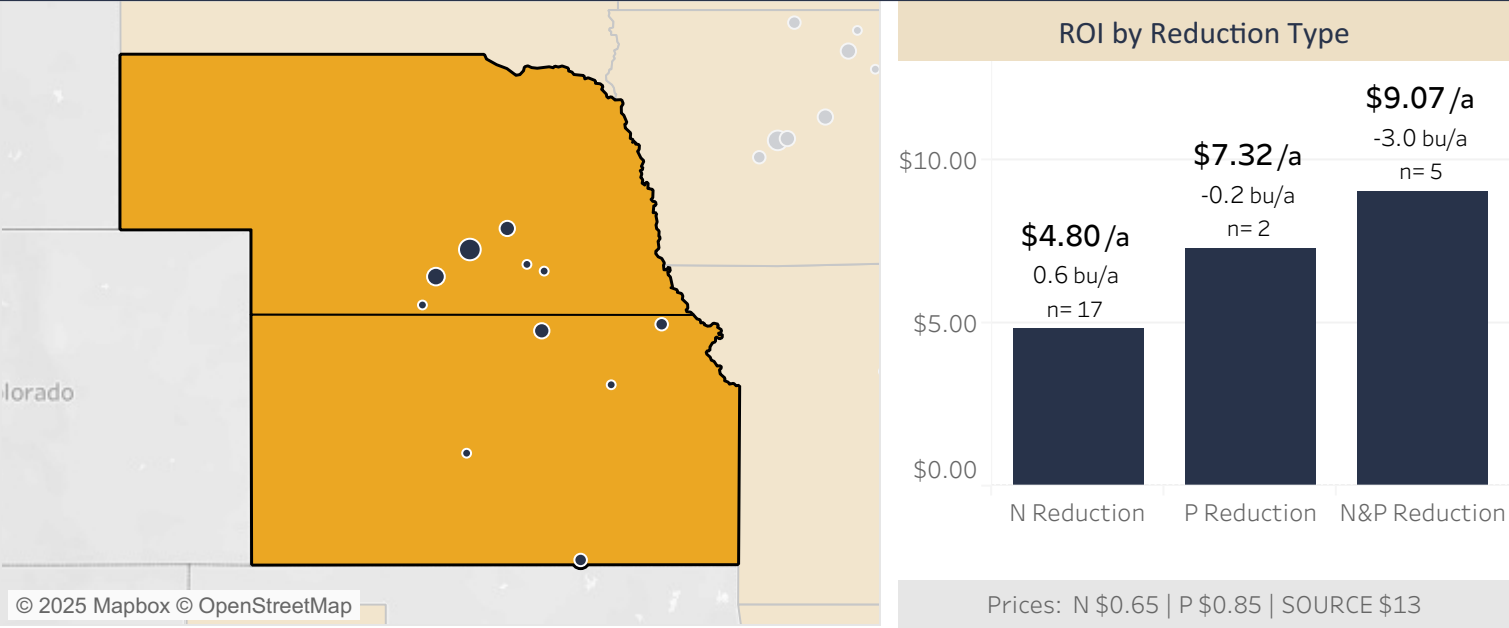 lorado
© 2025 Mapbox © OpenStreetMap
ROI by Reduction Type
$10.00
$5.00
$0.00
$4.80 /a
0.6 bu/a
n= 17
$7.32 /a
-0.2 bu/a
n= 2
$9.07 /a
-3.0 bu/a
n= 5
N Reduction
P Reduction
N&P Reduction
Prices: N $0.65 | P $0.85 | SOURCE $13